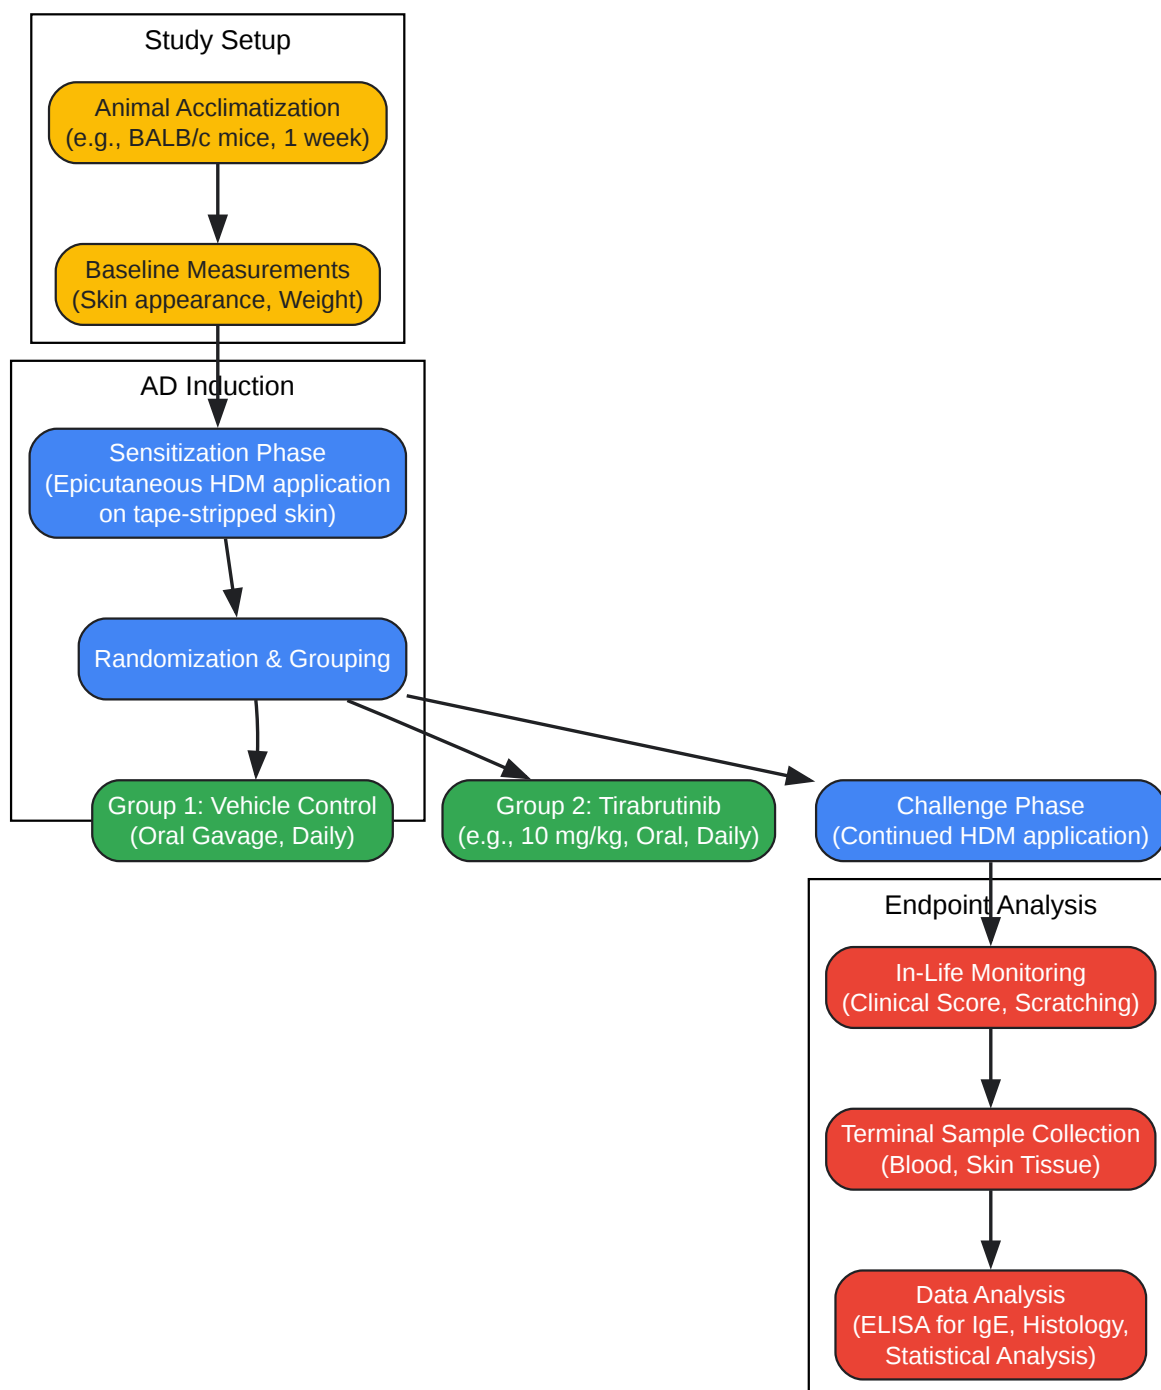 Study Setup
Animal Acclimatization
(e.g., BALB/c mice, 1 week)
Baseline Measurements
(Skin appearance, Weight)
AD Induction
Sensitization Phase
(Epicutaneous HDM application
on tape-stripped skin)
Randomization & Grouping
Group 1: Vehicle Control
(Oral Gavage, Daily)
Group 2: Tirabrutinib
(e.g., 10 mg/kg, Oral, Daily)
Challenge Phase
(Continued HDM application)
Endpoint Analysis
In-Life Monitoring
(Clinical Score, Scratching)
Terminal Sample Collection
(Blood, Skin Tissue)
Data Analysis
(ELISA for IgE, Histology,
Statistical Analysis)